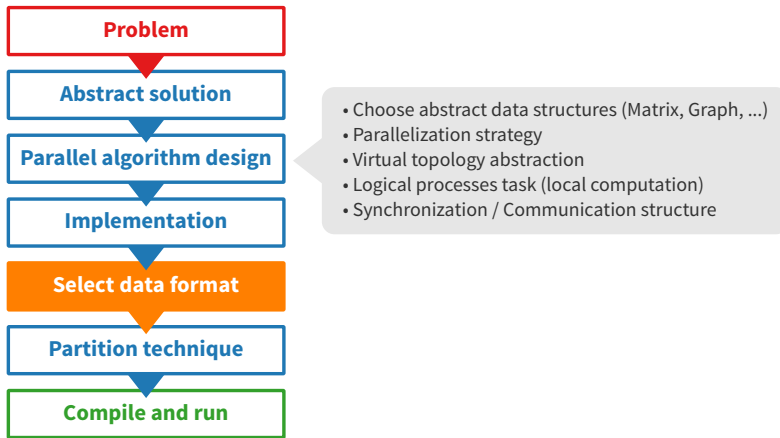 Problem
Abstract solution
Parallel algorithm design
• Choose abstract data structures (Matrix, Graph, ...)
• Parallelization strategy
• Virtual topology abstraction
• Logical processes task (local computation)
• Synchronization / Communication structure
Implementation
Select data format
Partition technique
Compile and run